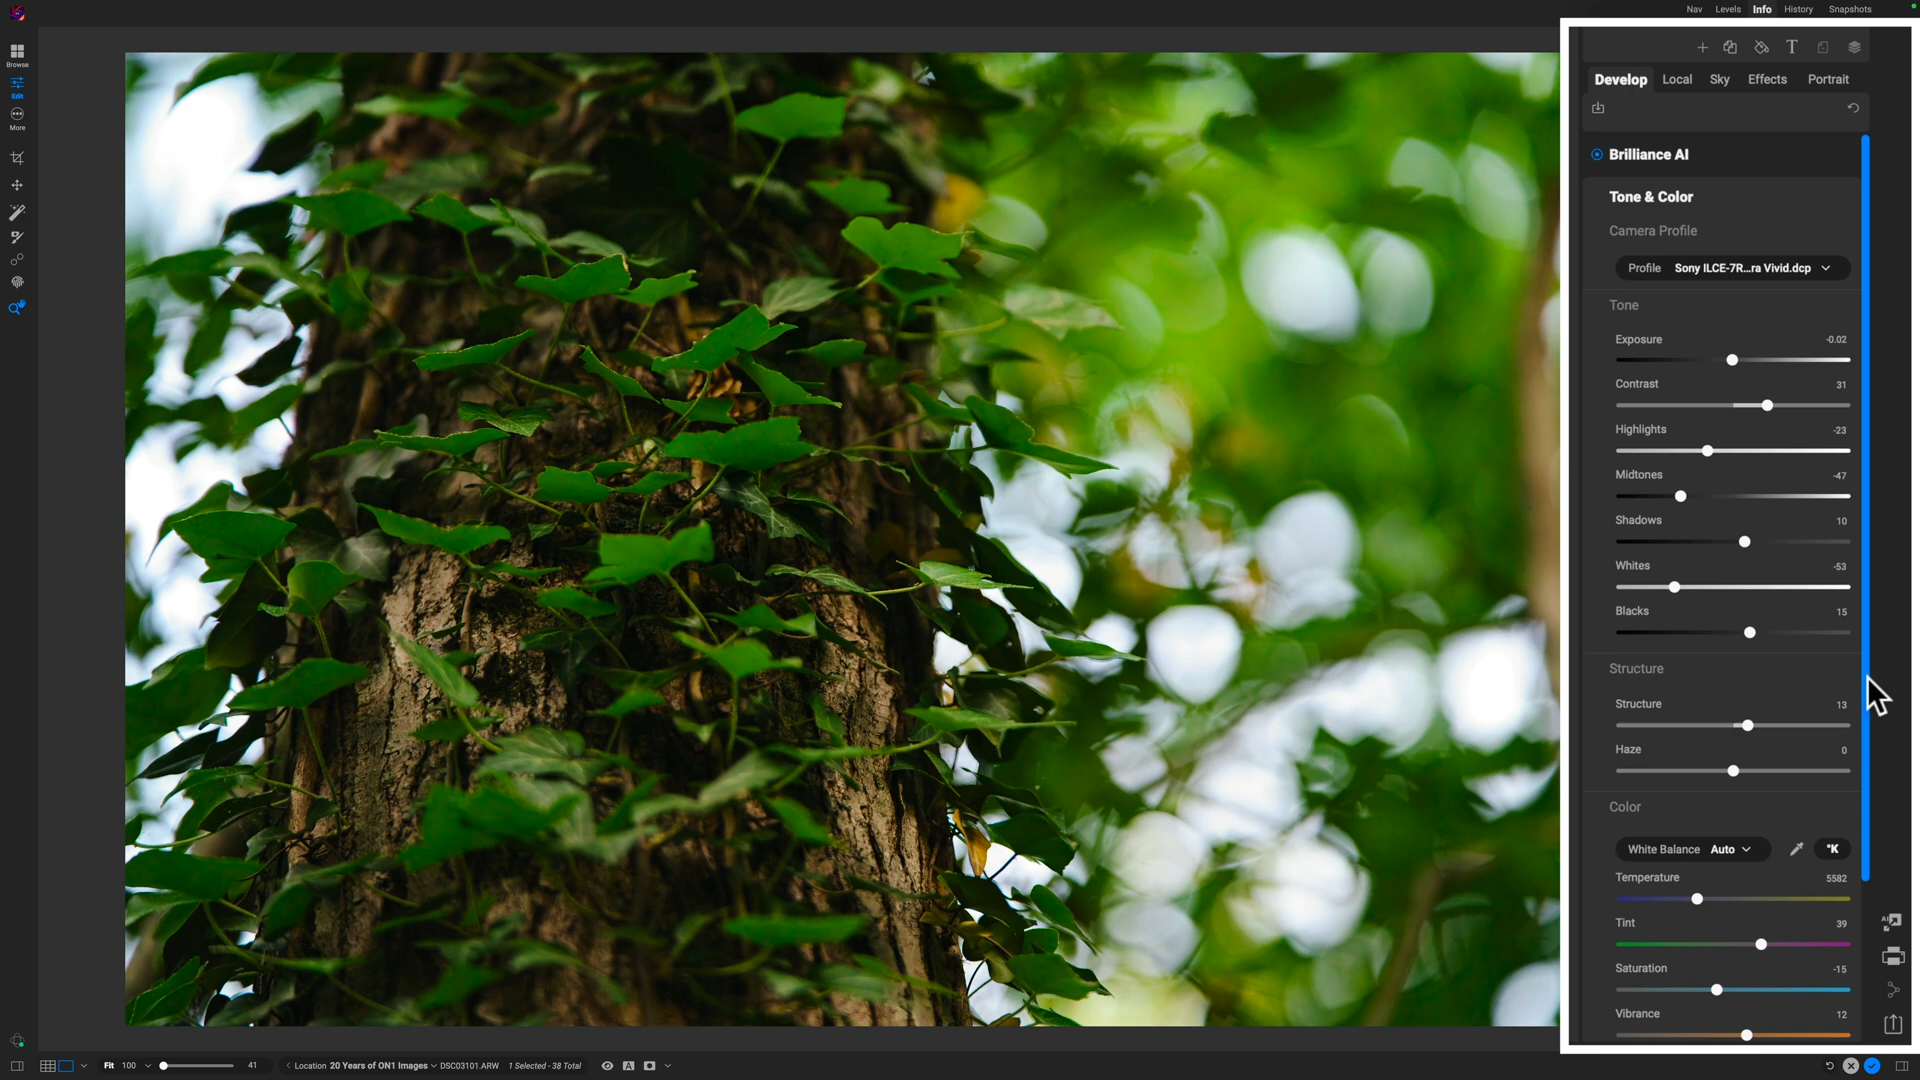 Nav Levels Info History Snapshots
Browse
Edit
More
T
Develop Local Sky Effects Portrait
Brilliance AI
Tone & Color
Camera Profile
Profile Sony ILCE-7R...ra Vivid.dcp
Tone
Exposure -0.02
Contrast 31
Highlights -23
Midtones -47
Shadows 10
Whites -53
Blacks 15
Structure
Structure 13
Haze 0
Color
White Balance Auto °K
Temperature 5582
Tint 39
Saturation -15
Vibrance 12
AI
Fit 100 41 Location 20 Years of ON1 Images DSC03101.ARW 1 Selected - 38 Total A